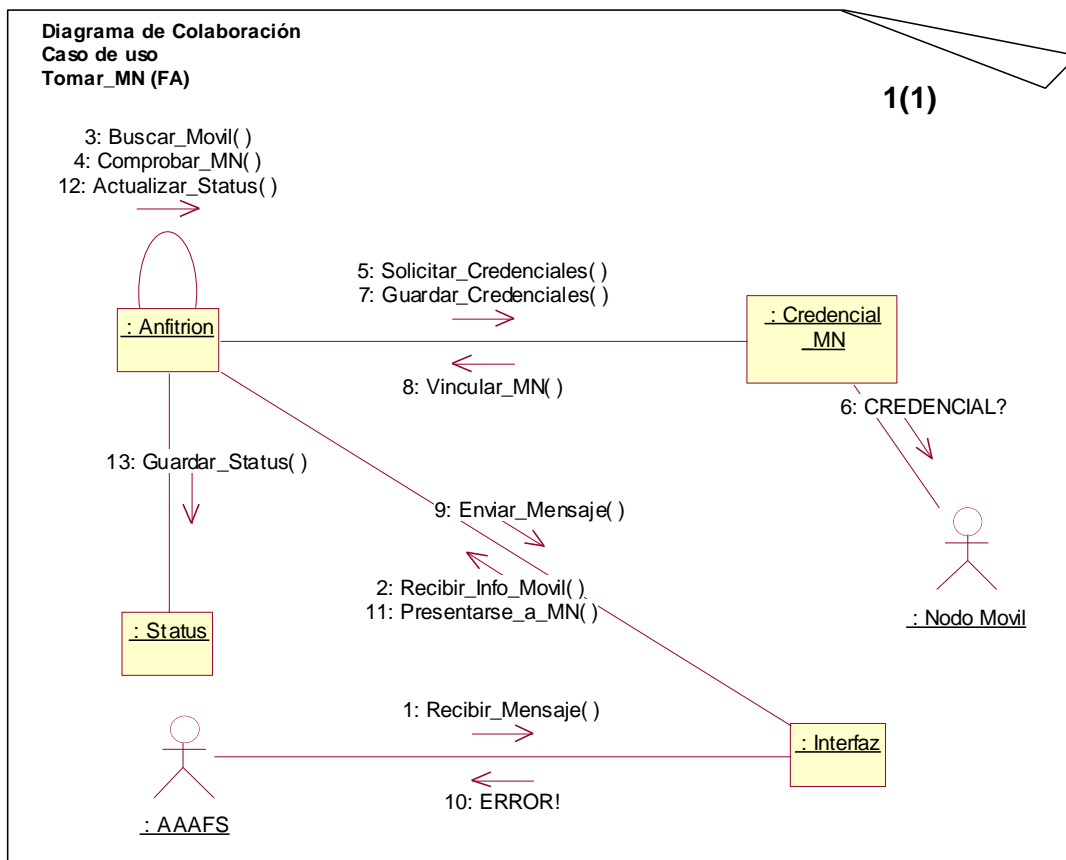 Diagrama de Colaboración
Caso de uso
Tomar_MN (FA)
1(1)
3: Buscar_Movil( )
4: Comprobar_MN( )
12: Actualizar_Status( )
5: Solicitar_Credenciales( )
7: Guardar_Credenciales( )
: Anfitrion
: Credencial
_MN
8: Vincular_MN( )
6: CREDENCIAL?
13: Guardar_Status( )
9: Enviar_Mensaje( )
2: Recibir_Info_Movil( )
11: Presentarse_a_MN( )
: Nodo Movil
: Status
1: Recibir_Mensaje( )
: Interfaz
10: ERROR!
: AAAFS